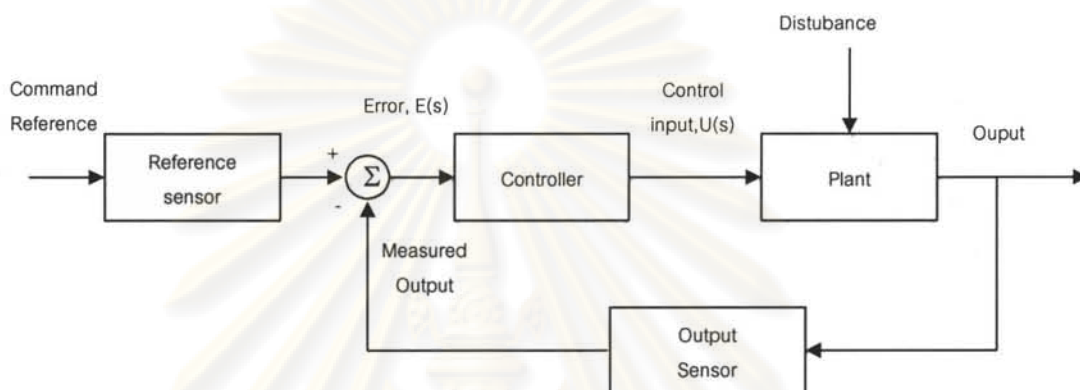 Distubance
Command
Reference
Error, E(s)
Control
input,U(s)
Ouput
Reference
sensor
+
-
Σ
Controller
Plant
Measured
Output
Output
Sensor